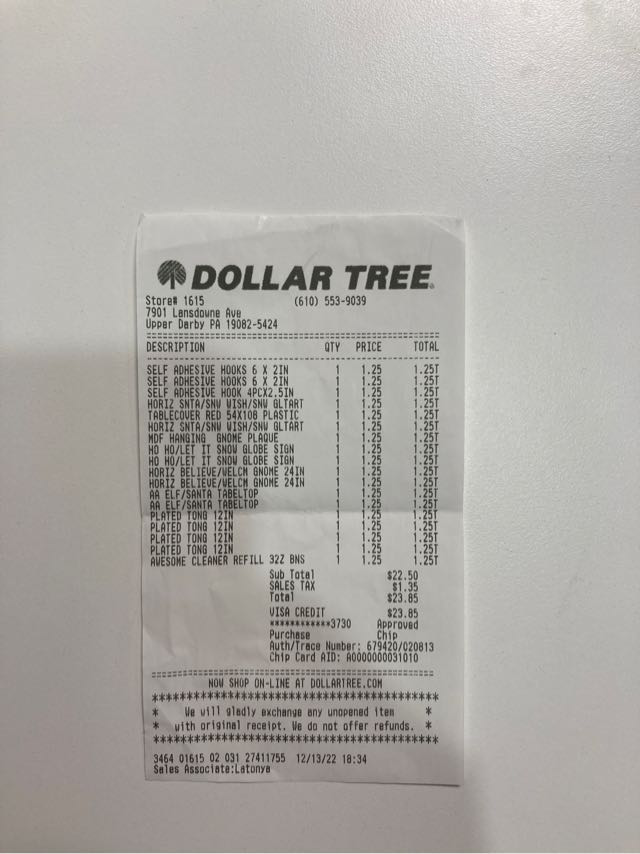 DOLLAR TREE.
Store# 1615 (610) 553-9039
7901 Lansdowne Ave
Upper Darby PA 19082-5424
DESCRIPTION QTY PRICE TOTAL
SELF ADHESIVE HOOKS 6 X 2IN 1 1.25 1.25T
SELF ADHESIVE HOOKS 6 X 2IN 1 1.25 1.25T
SELF ADHESIVE HOOK 4PCX2.5IN 1 1.25 1.25T
HORIZ SNTA/SNW WISH/SNW GLTART 1 1.25 1.25T
TABLECOVER RED 54X108 PLASTIC 1 1.25 1.25T
HORIZ SNTA/SNW WISH/SNW GLTART 1 1.25 1.25T
MDF HANGING GNOME PLAQUE 1 1.25 1.25T
HO HO/LET IT SNOW GLOBE SIGN 1 1.25 1.25T
HO HO/LET IT SNOW GLOBE SIGN 1 1.25 1.25T
HORIZ BELIEVE/WELCM GNOME 24IN 1 1.25 1.25T
HORIZ BELIEVE/WELCM GNOME 24IN 1 1.25 1.25T
AA ELF/SANTA TABELTOP 1 1.25 1.25T
AA ELF/SANTA TABELTOP 1 1.25 1.25T
PLATED TONG 12IN 1 1.25 1.25T
PLATED TONG 12IN 1 1.25 1.25T
PLATED TONG 12IN 1 1.25 1.25T
PLATED TONG 12IN 1 1.25 1.25T
AWESOME CLEANER REFILL 32Z BNS 1 1.25 1.25T
Sub Total $22.50
SALES TAX $1.35
Total $23.85
VISA CREDIT $23.85
************3730 Approved
Purchase Chip
Auth/Trace Number: 679420/020813
Chip Card AID: A0000000031010
NOW SHOP ON-LINE AT DOLLARTREE.COM
******************************************
* We will gladly exchange any unopened item *
* with original receipt. We do not offer refunds. *
******************************************
3464 01615 02 031 27411755 12/13/22 18:34
Sales Associate:Latonya